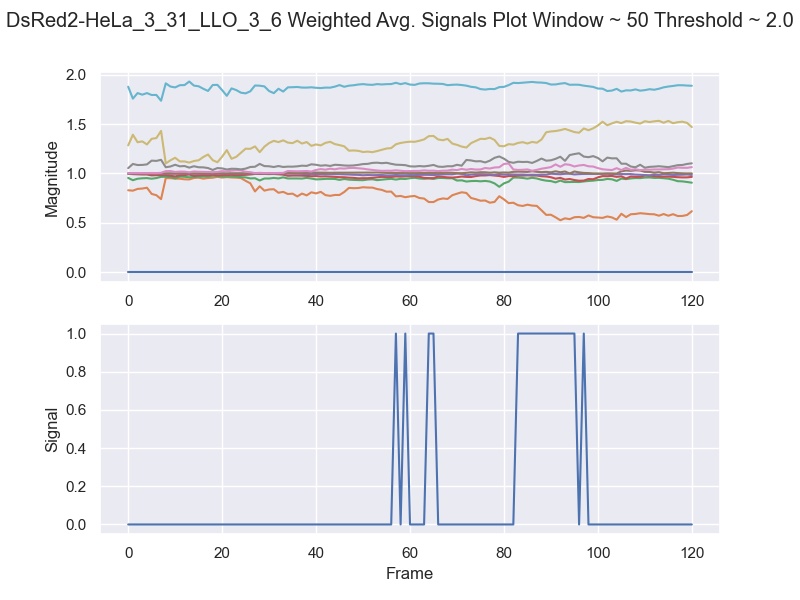 DsRed2-HeLa_3_31_LLO_3_6 Weighted Avg. Signals Plot Window ~ 50 Threshold ~ 2.0
2.0
1.5
1.0
0.5
0.0
Magnitude
0 20 40 60 80 100 120
1.0
0.8
0.6
0.4
0.2
0.0
Signal
0 20 40 60 80 100 120
Frame